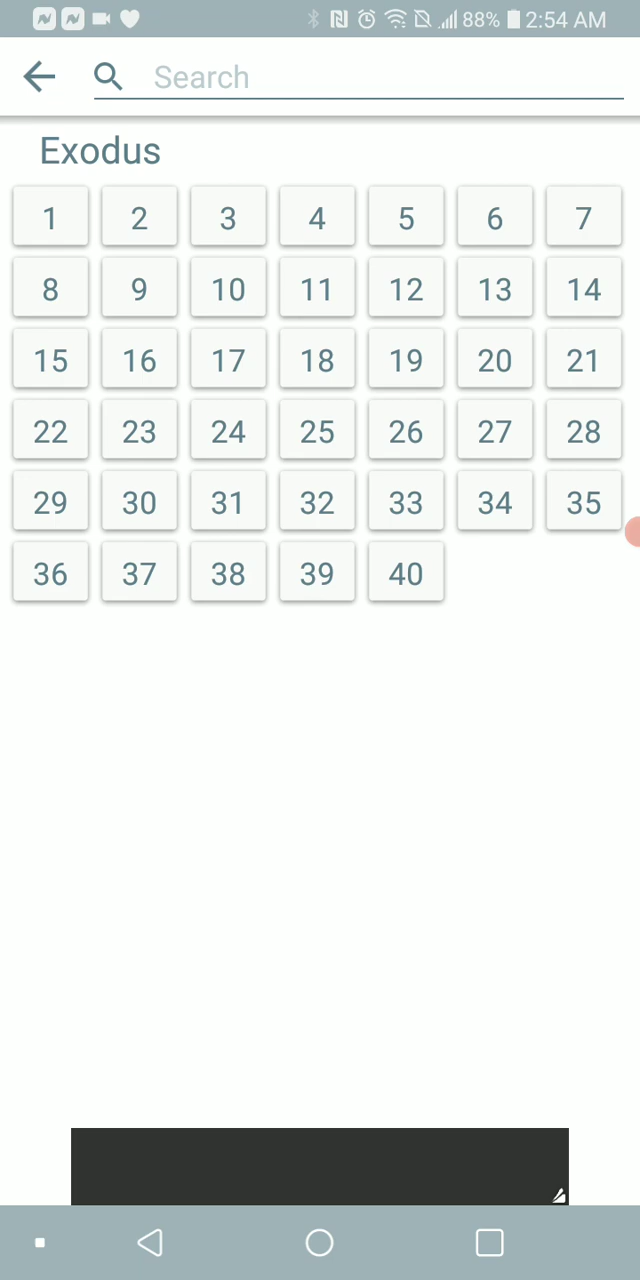 88% 2:54 AM
Search
Exodus
1 2 3 4 5 6 7
8 9 10 11 12 13 14
15 16 17 18 19 20 21
22 23 24 25 26 27 28
29 30 31 32 33 34 35
36 37 38 39 40